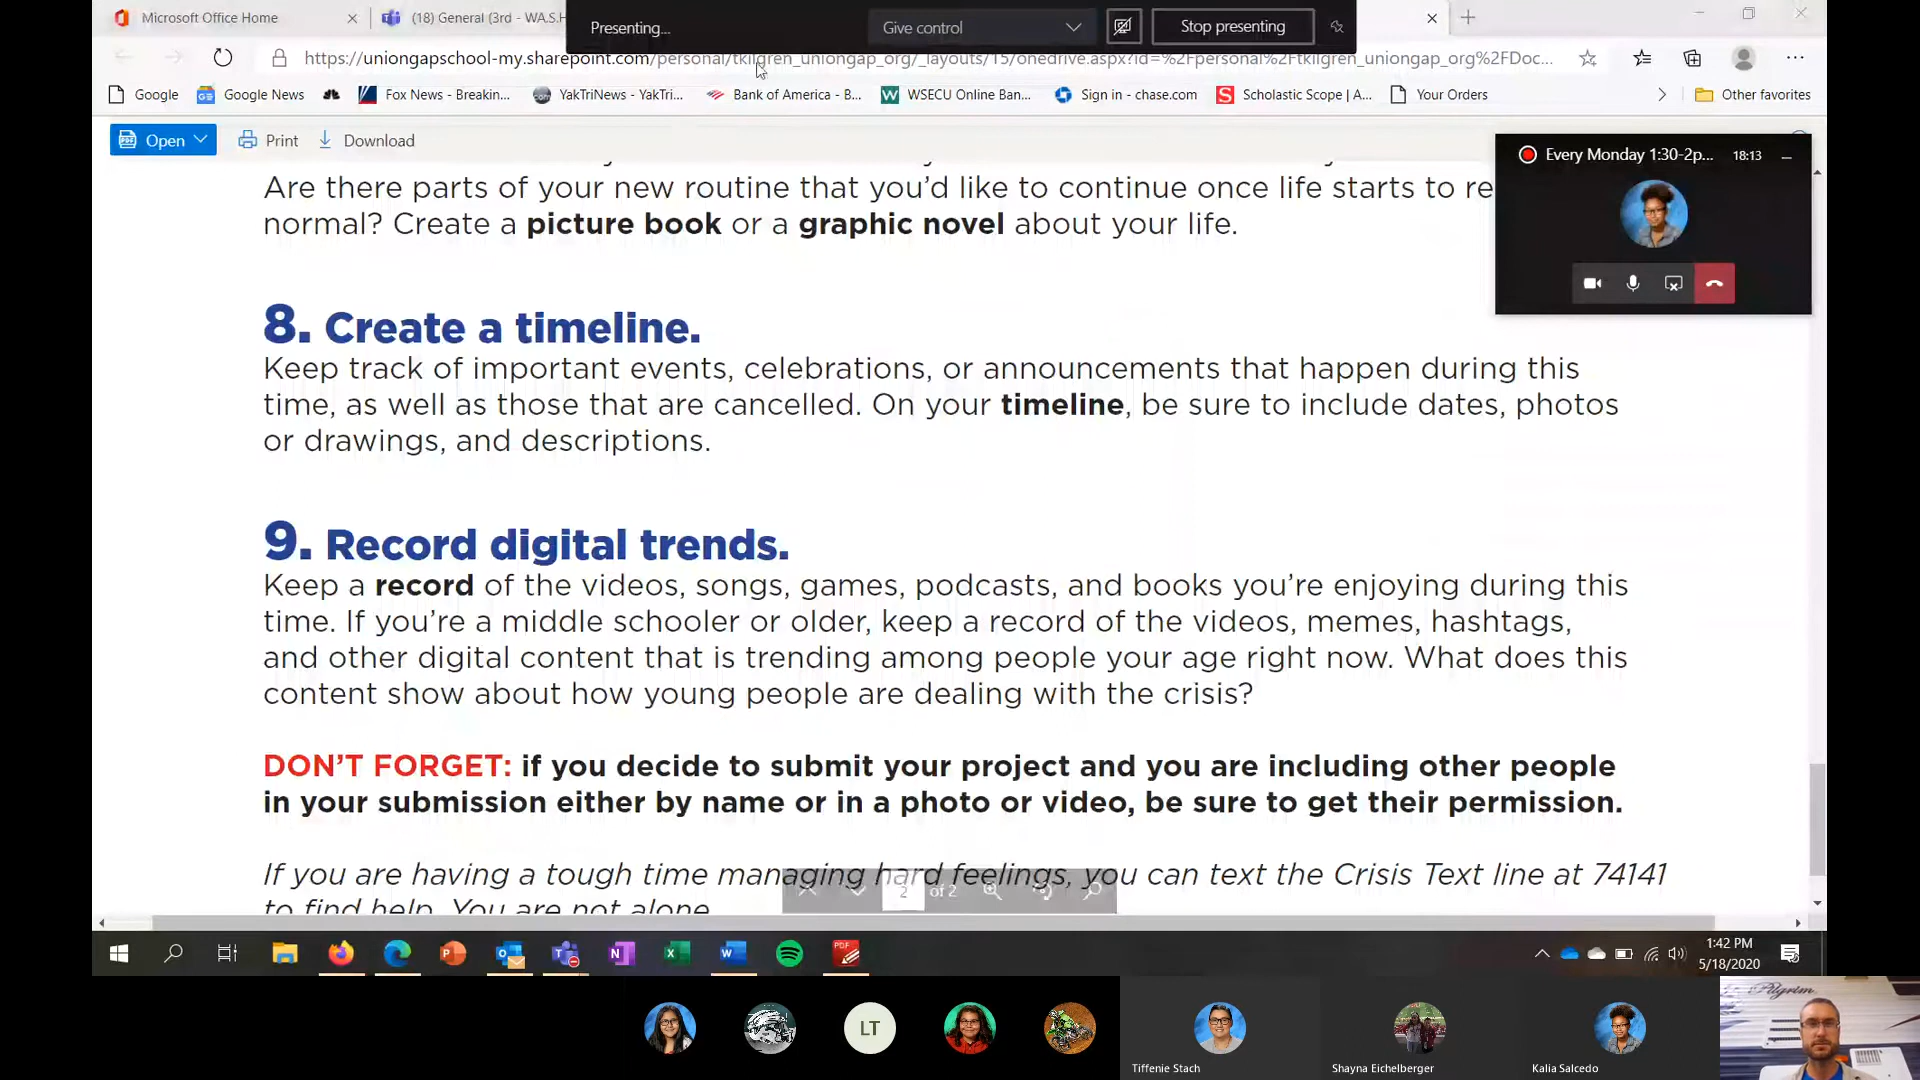 Microsoft Office Home
(18) General (3rd - WA.S.H
Presenting...
Give control
Stop presenting
https://uniongapschool-my.sharepoint.com/personal/tkilgren_uniongap_org/_layouts/15/onedrive.aspx?id=%2Fpersonal%2Ftkilgren_uniongap_org%2FDoc...
Google
Google News
Fox News - Breakin...
YakTriNews - YakTri...
Bank of America - B...
WSECU Online Ban...
Sign in - chase.com
Scholastic Scope | A...
Your Orders
Other favorites
Open
Print
Download
Every Monday 1:30-2p...
18:13
Are there parts of your new routine that you’d like to continue once life starts to re
normal? Create a picture book or a graphic novel about your life.
8. Create a timeline.
Keep track of important events, celebrations, or announcements that happen during this
time, as well as those that are cancelled. On your timeline, be sure to include dates, photos
or drawings, and descriptions.
9. Record digital trends.
Keep a record of the videos, songs, games, podcasts, and books you’re enjoying during this
time. If you’re a middle schooler or older, keep a record of the videos, memes, hashtags,
and other digital content that is trending among people your age right now. What does this
content show about how young people are dealing with the crisis?
DON’T FORGET: if you decide to submit your project and you are including other people
in your submission either by name or in a photo or video, be sure to get their permission.
If you are having a tough time managing hard feelings, you can text the Crisis Text line at 74141
to find help. You are not alone
2 of 2
1:42 PM
5/18/2020
LT
Tiffenie Stach
Shayna Eichelberger
Kalia Salcedo
Pilgrim